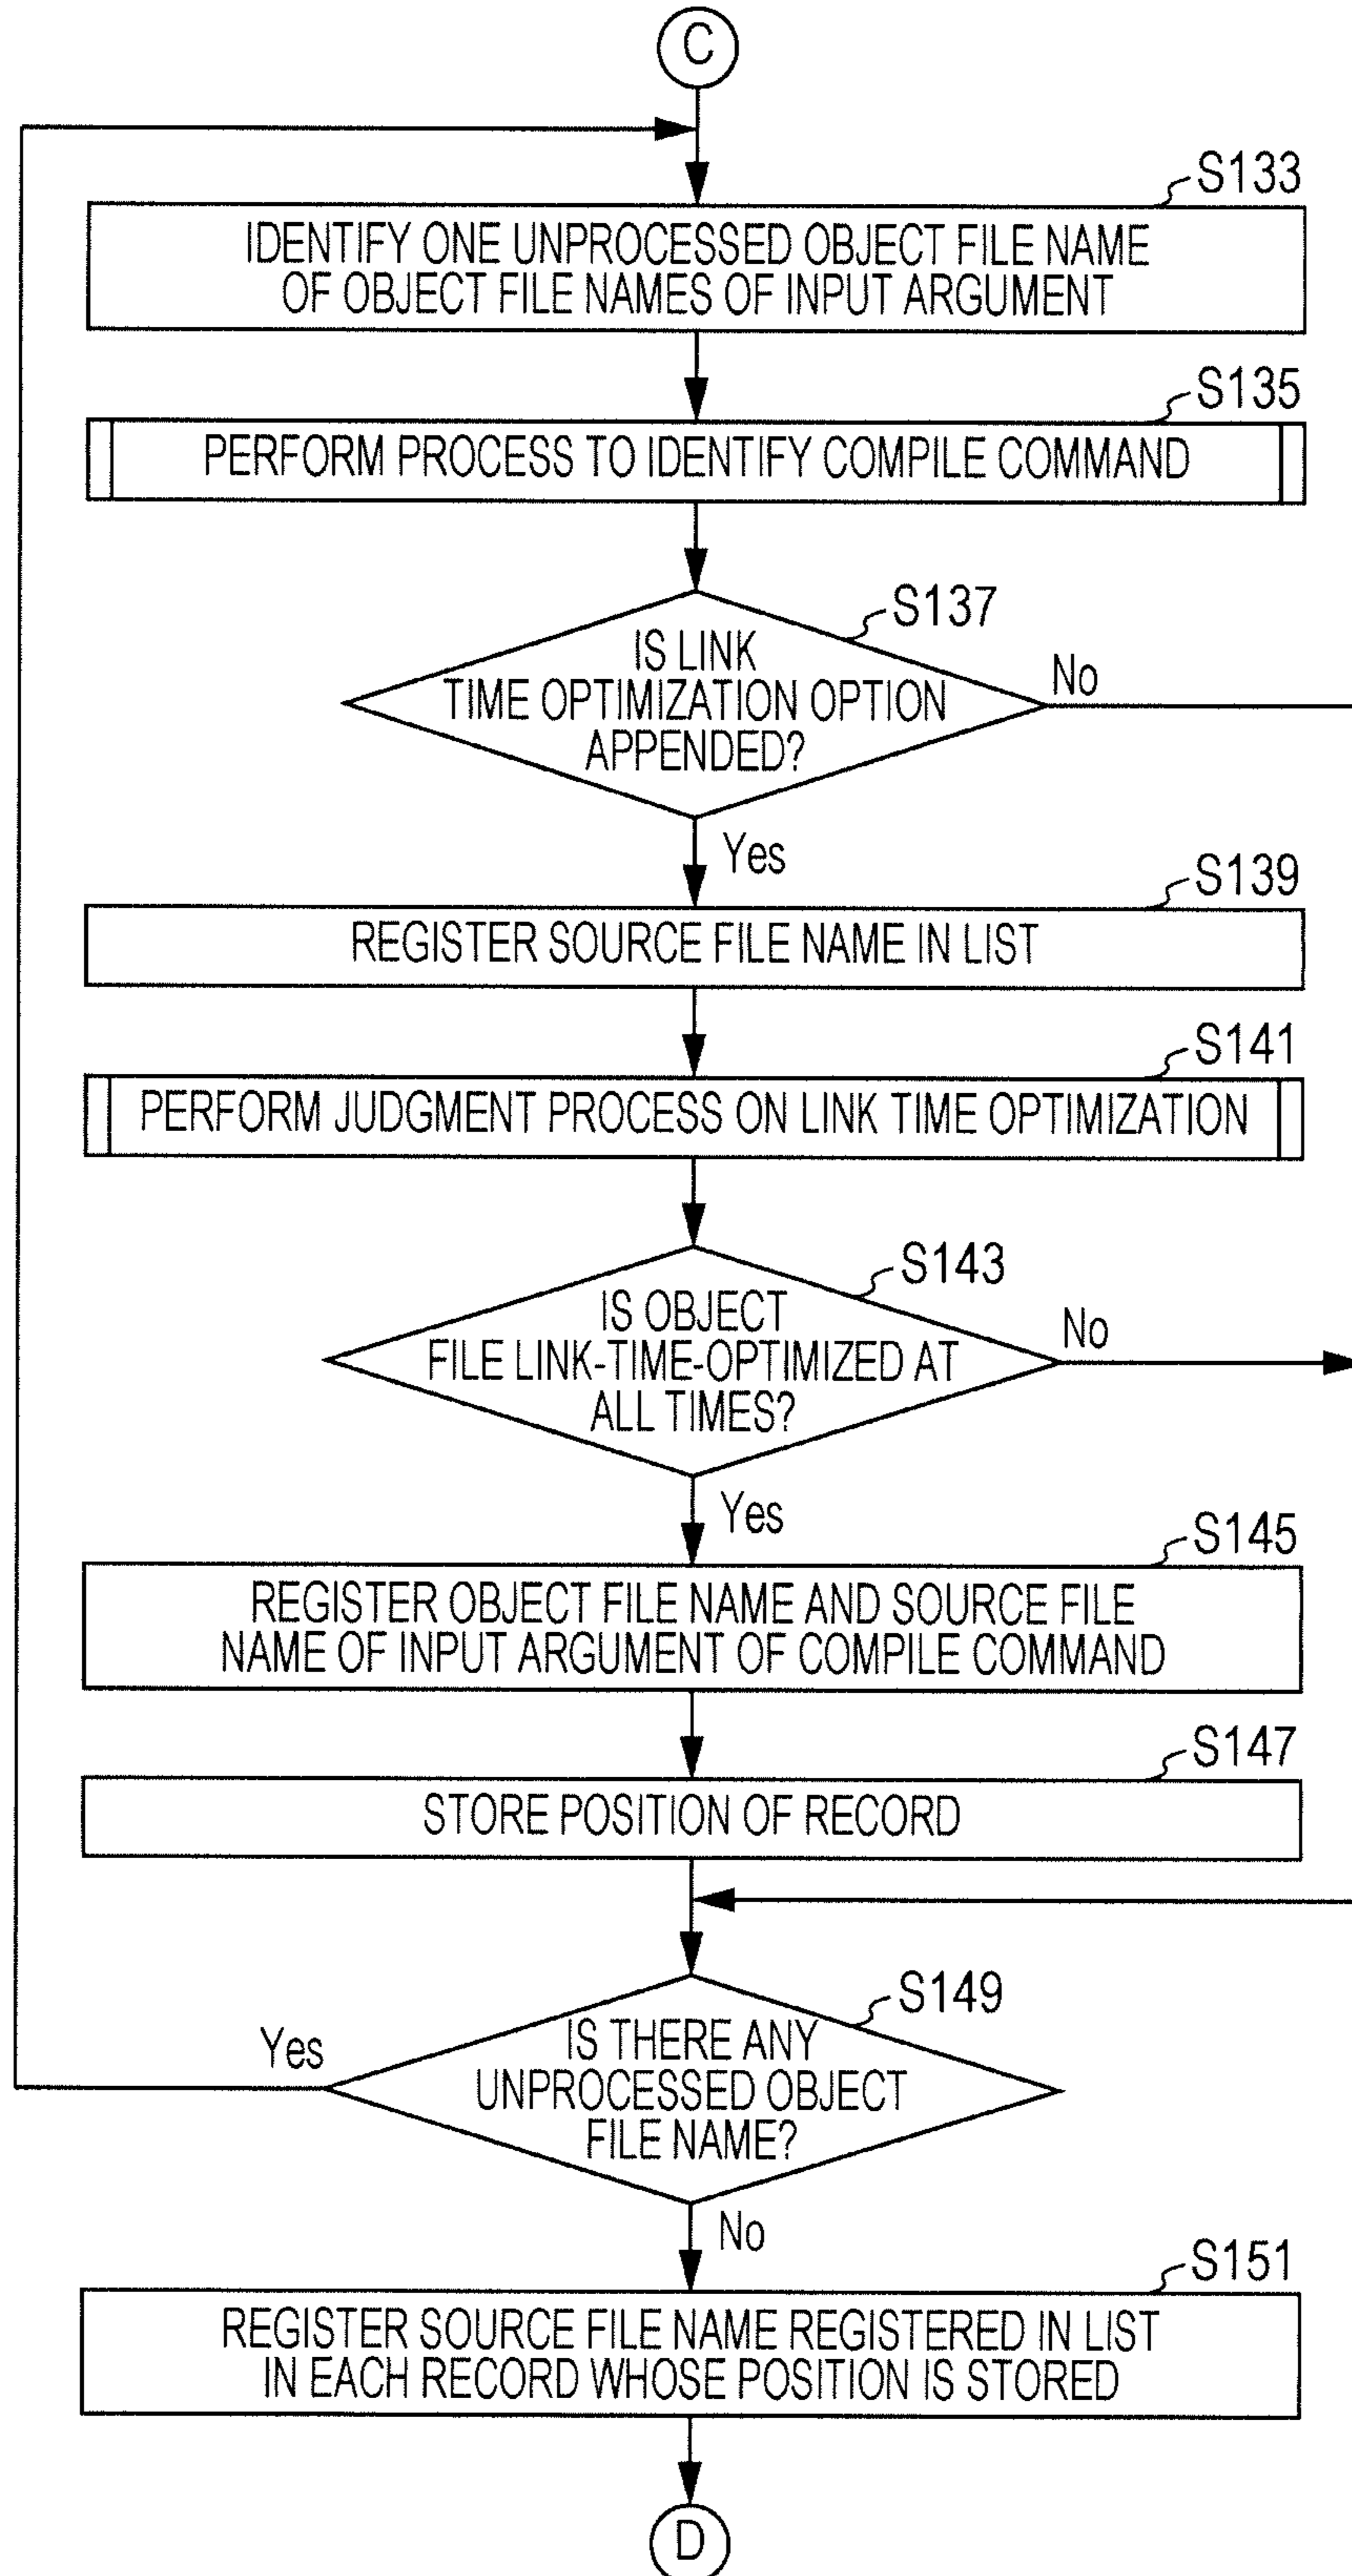 C
S133
IDENTIFY ONE UNPROCESSED OBJECT FILE NAME
OF OBJECT FILE NAMES OF INPUT ARGUMENT
S135
PERFORM PROCESS TO IDENTIFY COMPILE COMMAND
S137
IS LINK
TIME OPTIMIZATION OPTION
APPENDED?
No
Yes
S139
REGISTER SOURCE FILE NAME IN LIST
S141
PERFORM JUDGMENT PROCESS ON LINK TIME OPTIMIZATION
S143
IS OBJECT
FILE LINK-TIME-OPTIMIZED AT
ALL TIMES?
No
Yes
S145
REGISTER OBJECT FILE NAME AND SOURCE FILE
NAME OF INPUT ARGUMENT OF COMPILE COMMAND
S147
STORE POSITION OF RECORD
S149
IS THERE ANY
UNPROCESSED OBJECT
FILE NAME?
Yes
No
S151
REGISTER SOURCE FILE NAME REGISTERED IN LIST
IN EACH RECORD WHOSE POSITION IS STORED
D